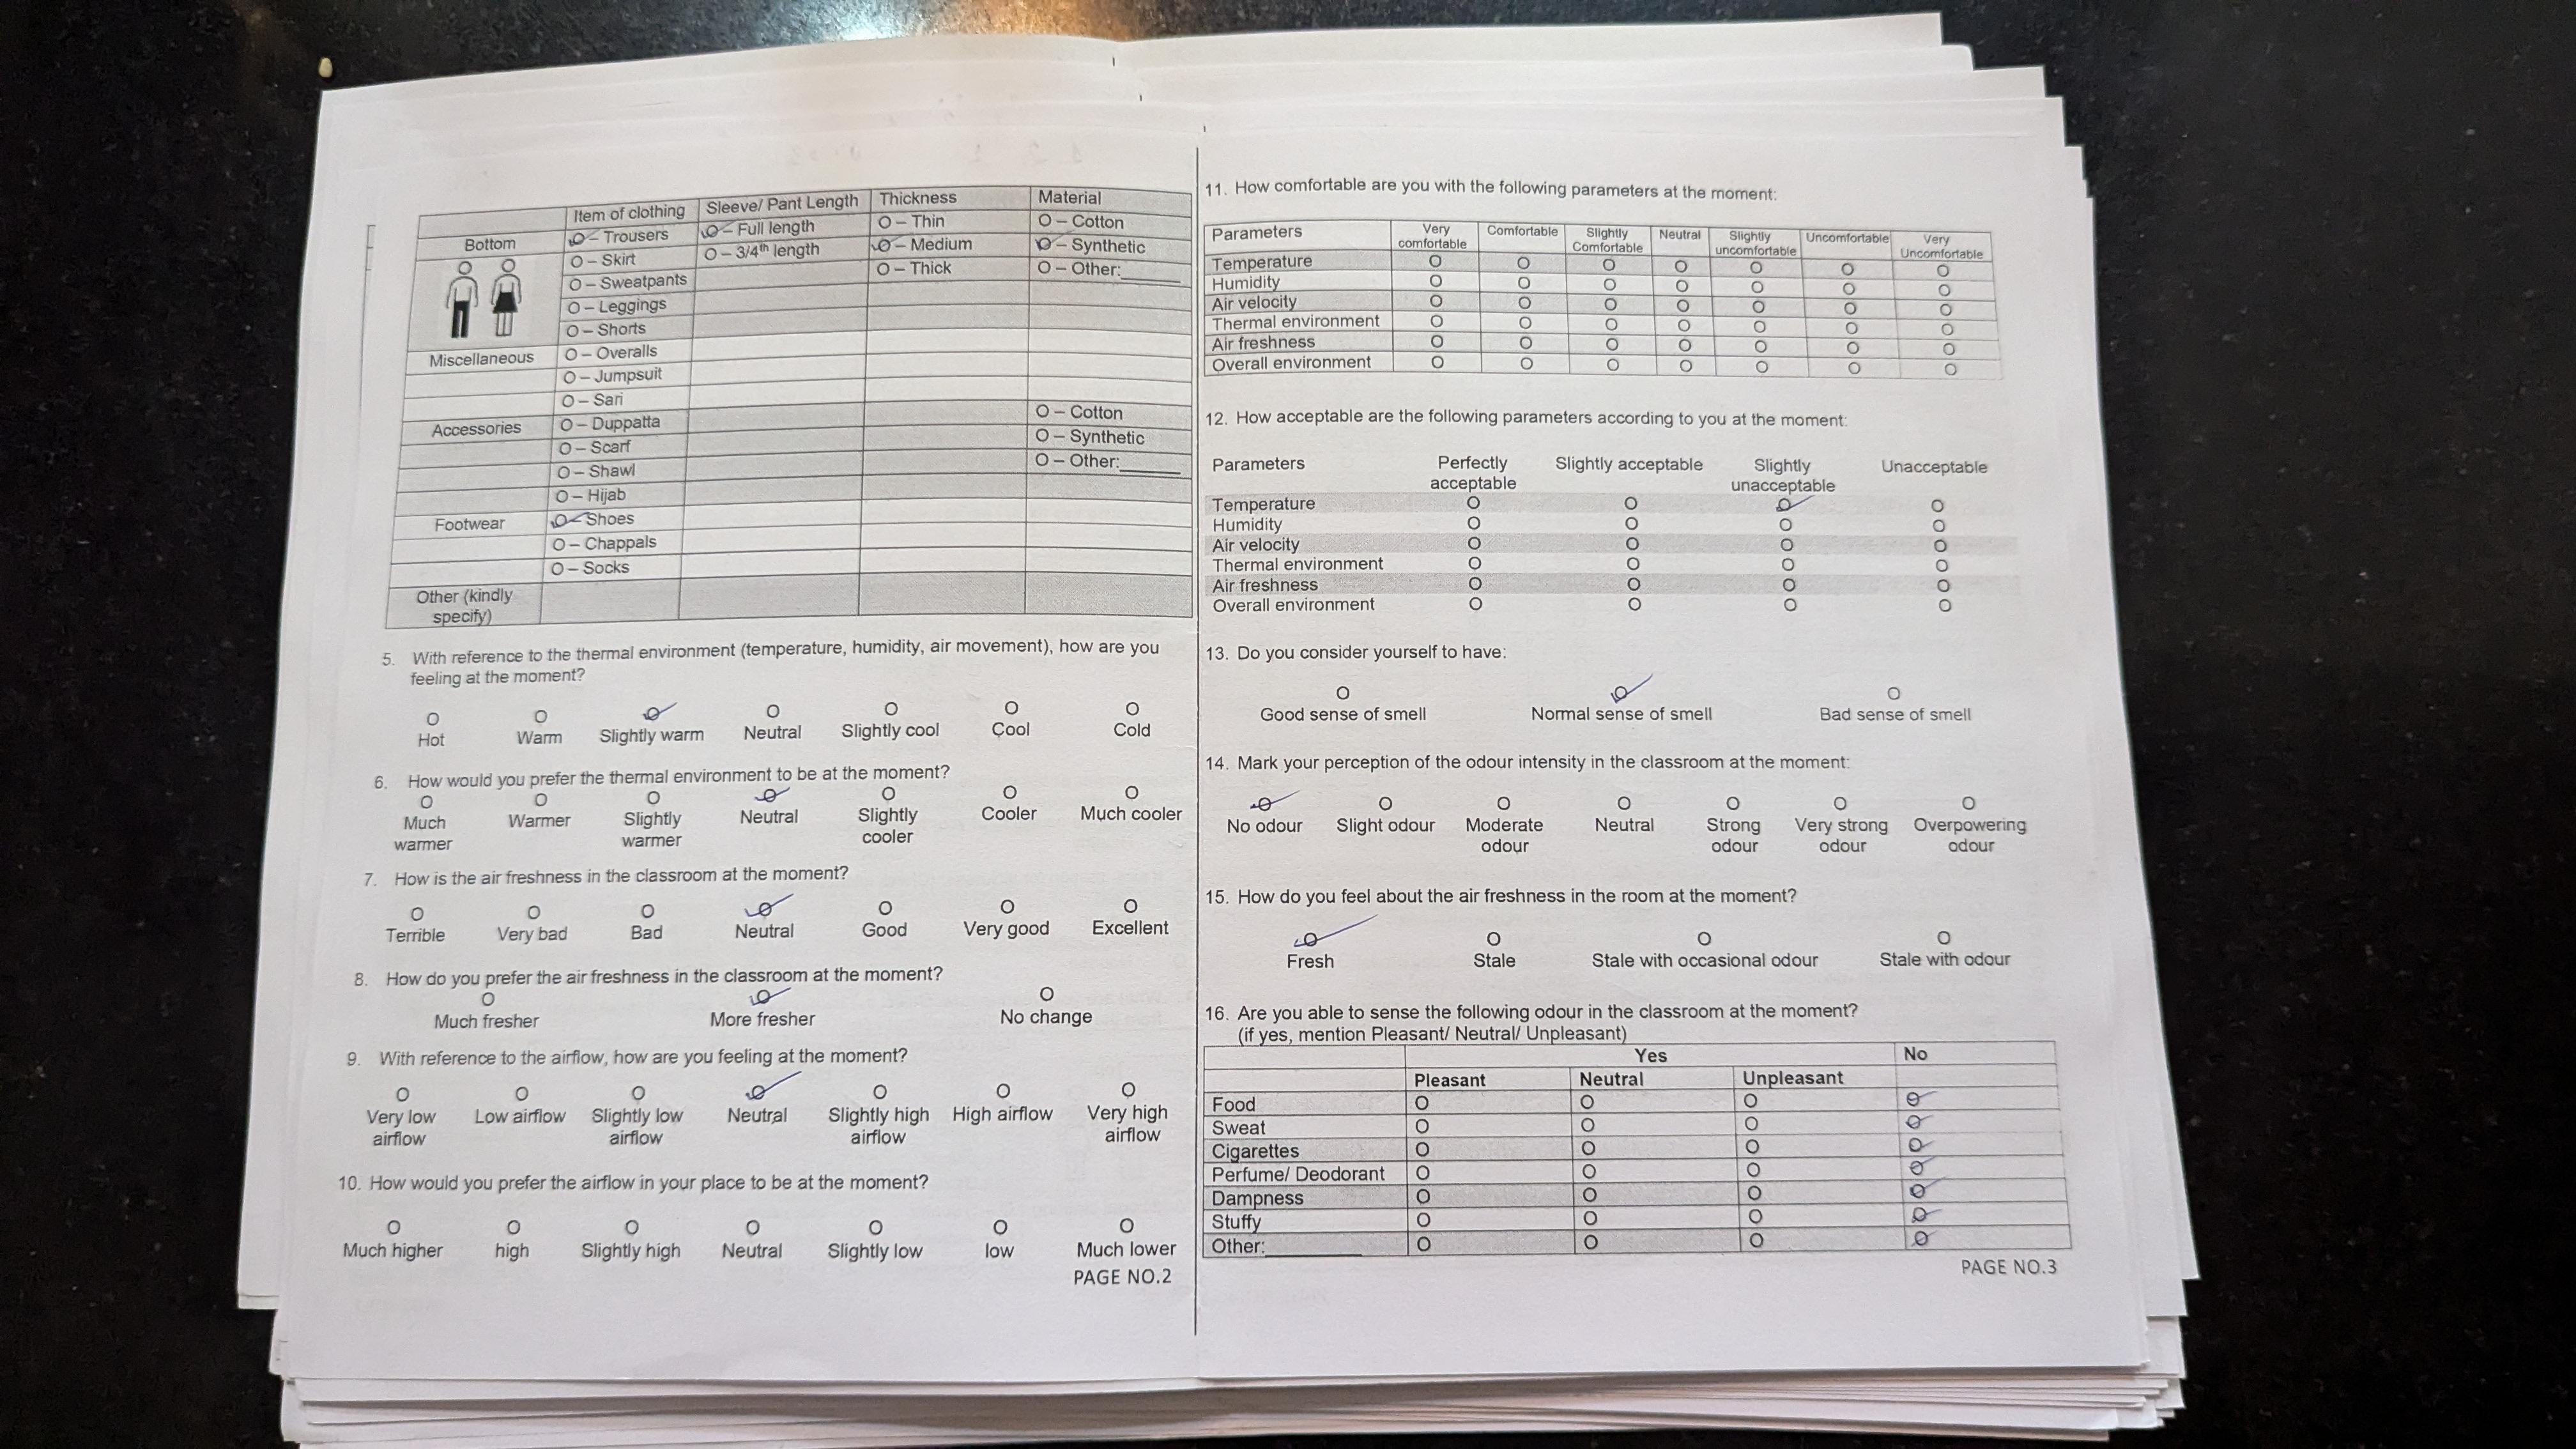 Item of clothing Sleeve/ Pant Length Thickness Material
Bottom O – Trousers O – Full length O – Thin O – Cotton
O – Skirt O – 3/4th length O – Medium O – Synthetic
O – Sweatpants O – Thick O – Other:______
O – Leggings
O – Shorts
Miscellaneous O – Overalls
O – Jumpsuit
O – Sari
Accessories O – Duppatta O – Cotton
O – Scarf O – Synthetic
O – Shawl O – Other:______
O – Hijab
Footwear O – Shoes
O – Chappals
O – Socks
Other (kindly
specify)
5. With reference to the thermal environment (temperature, humidity, air movement), how are you
feeling at the moment?
O O O O O O O
Hot Warm Slightly warm Neutral Slightly cool Cool Cold
6. How would you prefer the thermal environment to be at the moment?
O O O O O O O
Much Warmer Slightly Neutral Slightly Cooler Much cooler
warmer warmer cooler
7. How is the air freshness in the classroom at the moment?
O O O O O O O
Terrible Very bad Bad Neutral Good Very good Excellent
8. How do you prefer the air freshness in the classroom at the moment?
O O O
Much fresher More fresher No change
9. With reference to the airflow, how are you feeling at the moment?
O O O O O O O
Very low Low airflow Slightly low Neutral Slightly high High airflow Very high
airflow airflow airflow airflow
10. How would you prefer the airflow in your place to be at the moment?
O O O O O O O
Much higher high Slightly high Neutral Slightly low low Much lower
PAGE NO.2
11. How comfortable are you with the following parameters at the moment:
Parameters Very Comfortable Slightly Neutral Slightly Uncomfortable Very
comfortable Comfortable uncomfortable Uncomfortable
Temperature O O O O O O O
Humidity O O O O O O O
Air velocity O O O O O O O
Thermal environment O O O O O O O
Air freshness O O O O O O O
Overall environment O O O O O O O
12. How acceptable are the following parameters according to you at the moment:
Parameters Perfectly Slightly acceptable Slightly Unacceptable
acceptable unacceptable
Temperature O O O O
Humidity O O O O
Air velocity O O O O
Thermal environment O O O O
Air freshness O O O O
Overall environment O O O O
13. Do you consider yourself to have:
O O O
Good sense of smell Normal sense of smell Bad sense of smell
14. Mark your perception of the odour intensity in the classroom at the moment:
O O O O O O O
No odour Slight odour Moderate Neutral Strong Very strong Overpowering
odour odour odour odour
15. How do you feel about the air freshness in the room at the moment?
O O O O
Fresh Stale Stale with occasional odour Stale with odour
16. Are you able to sense the following odour in the classroom at the moment?
(if yes, mention Pleasant/ Neutral/ Unpleasant)
Yes No
Pleasant Neutral Unpleasant
Food O O O O
Sweat O O O O
Cigarettes O O O O
Perfume/ Deodorant O O O O
Dampness O O O O
Stuffy O O O O
Other:__________ O O O O
PAGE NO.3